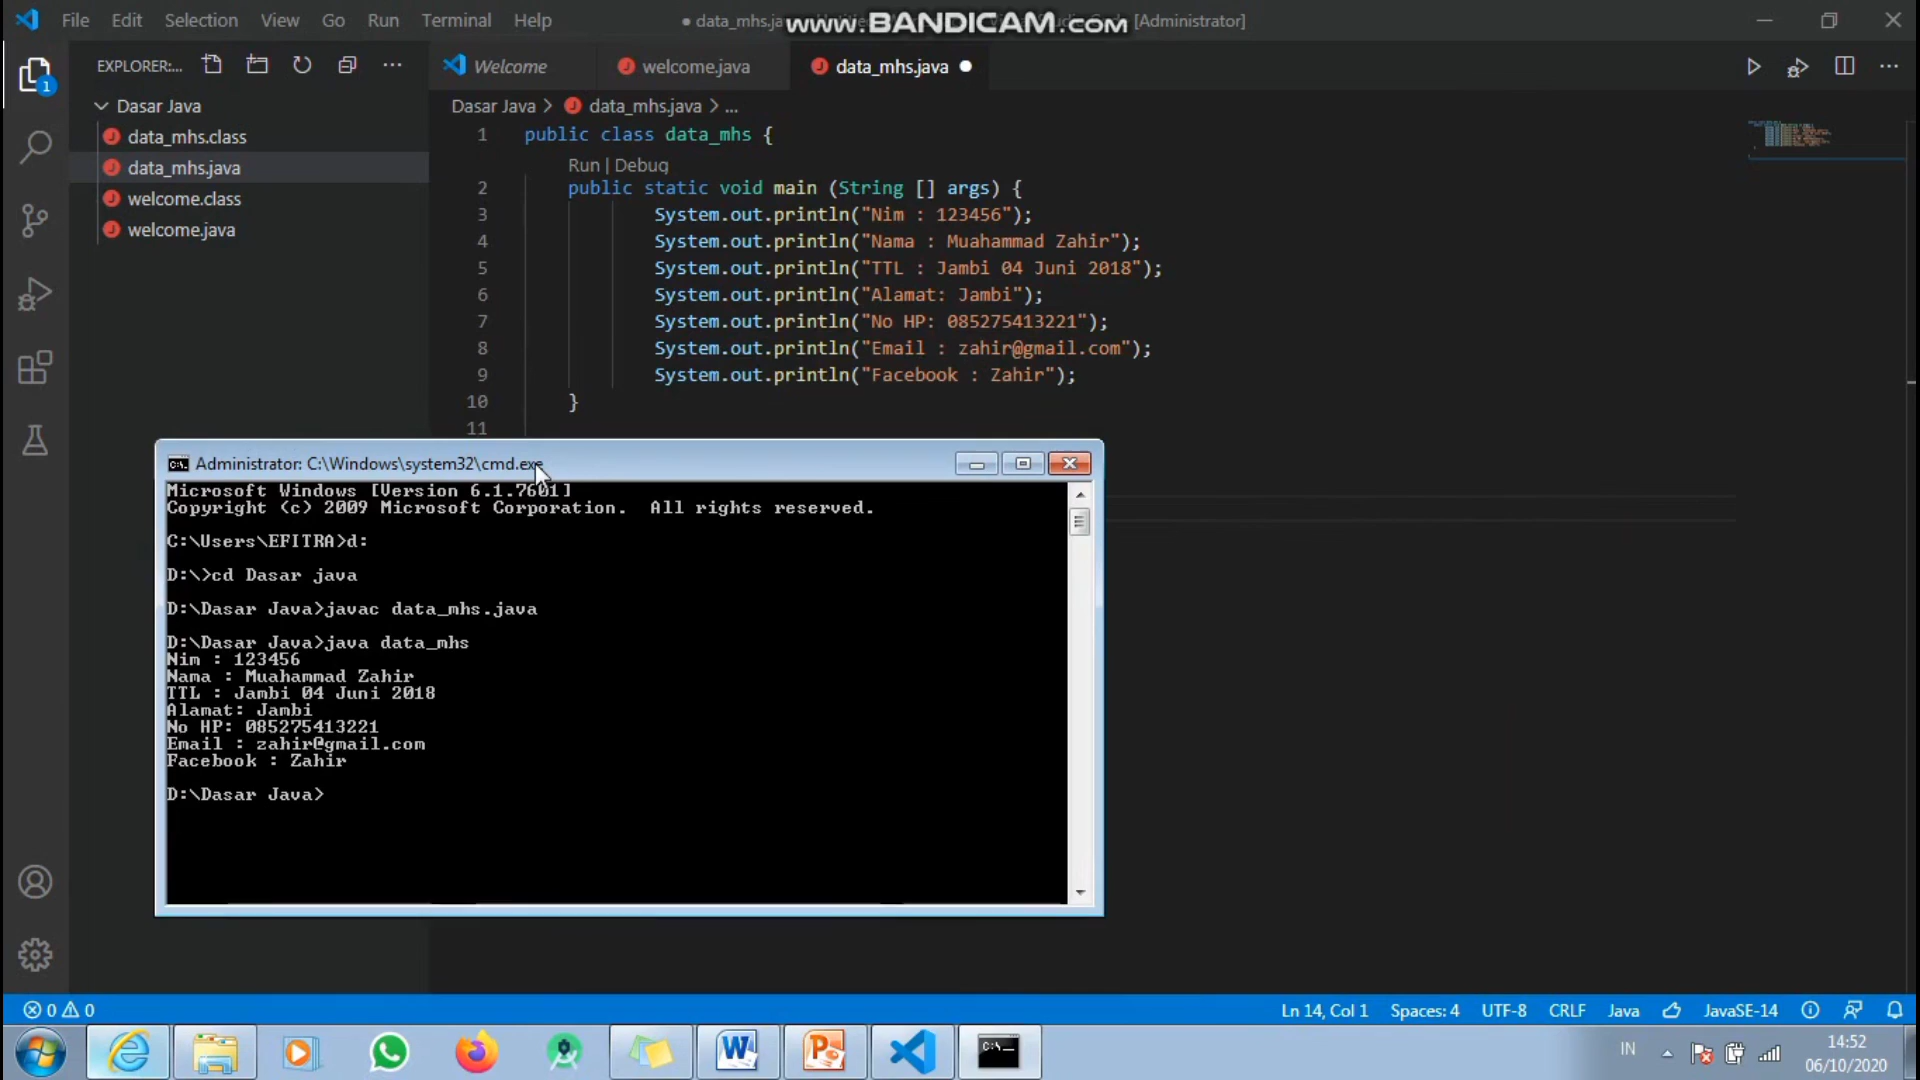 File Edit Selection View Go Run Terminal Help
● data_mhs.ja
www.BANDICAM.com
[Administrator]
EXPLORER:...
Welcome
welcome.java
data_mhs.java
Dasar Java
data_mhs.class
data_mhs.java
welcome.class
welcome.java
Dasar Java > data_mhs.java > ...
1 public class data_mhs {
Run | Debug
2 public static void main (String [] args) {
3 System.out.println("Nim : 123456");
4 System.out.println("Nama : Muahammad Zahir");
5 System.out.println("TTL : Jambi 04 Juni 2018");
6 System.out.println("Alamat: Jambi");
7 System.out.println("No HP: 085275413221");
8 System.out.println("Email : zahir@gmail.com");
9 System.out.println("Facebook : Zahir");
10 }
11
Administrator: C:\Windows\system32\cmd.exe
Microsoft Windows [Version 6.1.7601]
Copyright (c) 2009 Microsoft Corporation.  All rights reserved.
C:\Users\EFITRA>d:
D:\>cd Dasar java
D:\Dasar Java>javac data_mhs.java
D:\Dasar Java>java data_mhs
Nim : 123456
Nama : Muahammad Zahir
TTL : Jambi 04 Juni 2018
Alamat: Jambi
No HP: 085275413221
Email : zahir@gmail.com
Facebook : Zahir
D:\Dasar Java>
0 0
Ln 14, Col 1 Spaces: 4 UTF-8 CRLF Java JavaSE-14
IN
14:52
06/10/2020